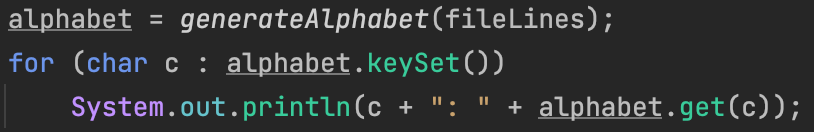 alphabet = generateAlphabet(fileLines);
for (char c : alphabet.keySet())
    System.out.println(c + ": " + alphabet.get(c));